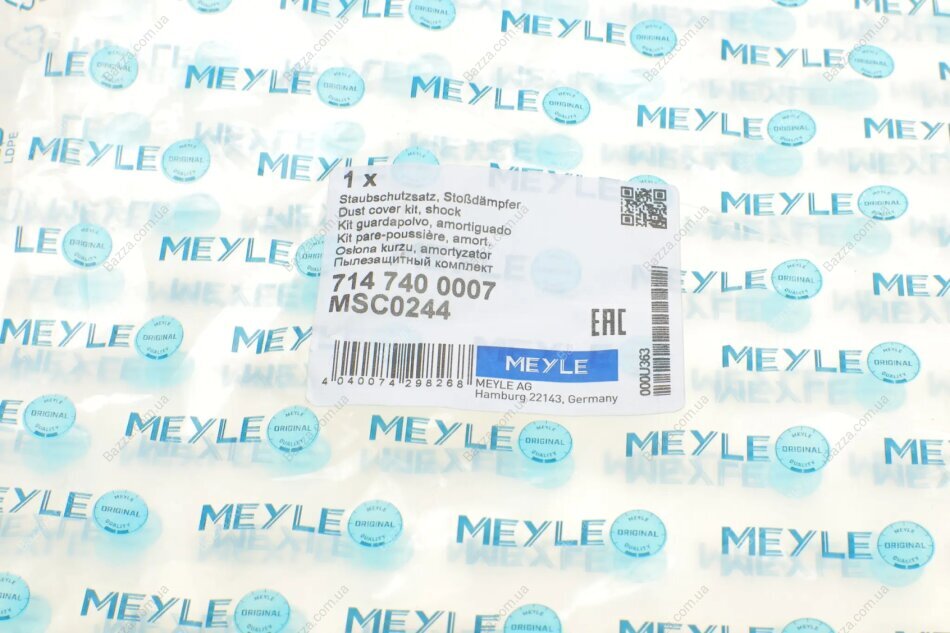 1 x
Staubschutzsatz, Stoßdämpfer
Dust cover kit, shock
Kit guardapolvo, amortiguado
Kit pare-poussière, amort.
Osłona kurzu, amortyzator
Пылезащитный комплект
714 740 0007
MSC0244
EAC
000U363
4 040074 298268
MEYLE
MEYLE AG
Hamburg 22143, Germany
MEYLE
ORIGINAL
QUALITY
LDPE
Bazza.com.ua